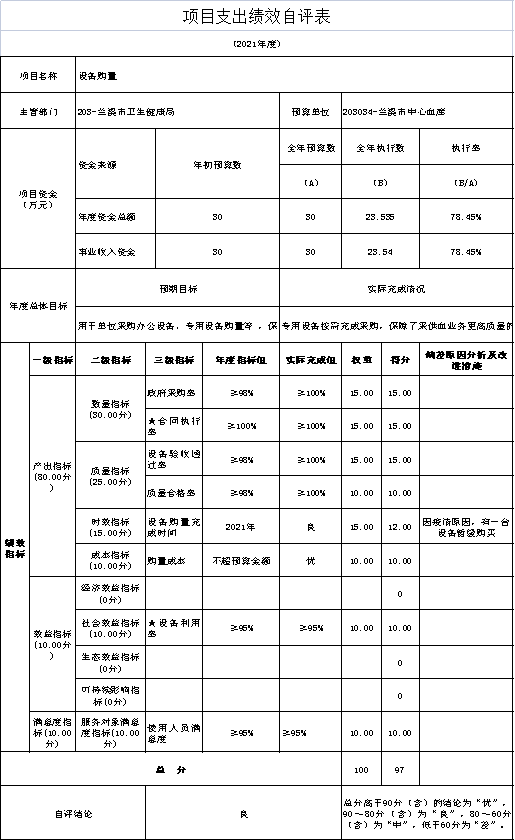 项目支出绩效自评表
(2021年度)
项目名称 设备购置
主管部门 203-兰溪市卫生健康局 预算单位 203034-兰溪市中心血库
项目资金
(万元)
资金来源 年初预算数 全年预算数 全年执行数 执行率
(A) (B) (B/A)
年度资金总额 30 30 23.535 78.45%
事业收入资金 30 30 23.54 78.45%
年度总体目标 预期目标 实际完成情况
用于单位采购办公设备、专用设备购置等，保 专用设备按需完成采购，保障了采供血业务更高质量的
绩效
指标
一级指标 二级指标 三级指标 年度指标值 实际完成值 权重 得分 偏差原因分析及改
进措施
产出指标
(80.00分)
数量指标
(30.00分)
政府采购率 ≥98% ≥100% 15.00 15.00
★合同执行
率 ≥100% ≥100% 15.00 15.00
质量指标
(25.00分)
设备验收通
过率 ≥98% ≥100% 15.00 15.00
质量合格率 ≥98% ≥100% 10.00 10.00
时效指标
(15.00分)
设备购置完
成时间 2021年 良 15.00 12.00 因疫情原因，有一台
设备暂缓购买
成本指标
(10.00分)
购置成本 不超预算金额 优 10.00 10.00
效益指标
(10.00分)
经济效益指标
(0分) 0
社会效益指标
(10.00分)
★设备利用
率 ≥95% ≥95% 10.00 10.00
生态效益指标
(0分) 0
可持续影响指
标(0分) 0
满意度指
标(10.00
分)
服务对象满意
度指标(10.00
分)
使用人员满
意度 ≥95% ≥95% 10.00 10.00
总 分 100 97
自评结论 良 总分高于90分（含）的结论为“优”，
90～80分（含）为“良”，80～60分
（含）为“中”，低于60分为“差”。